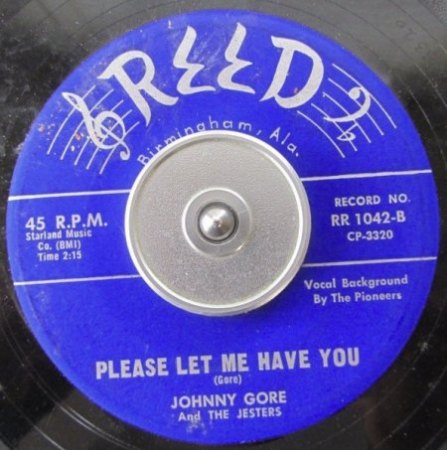 REED
Birmingham, Ala.
45 R.P.M.
Starland Music
Co. (BMI)
Time 2:15
RECORD NO.
RR 1042-B
CP-3320
Vocal Background
By The Pioneers
PLEASE LET ME HAVE YOU
(Gore)
JOHNNY GORE
And THE JESTERS